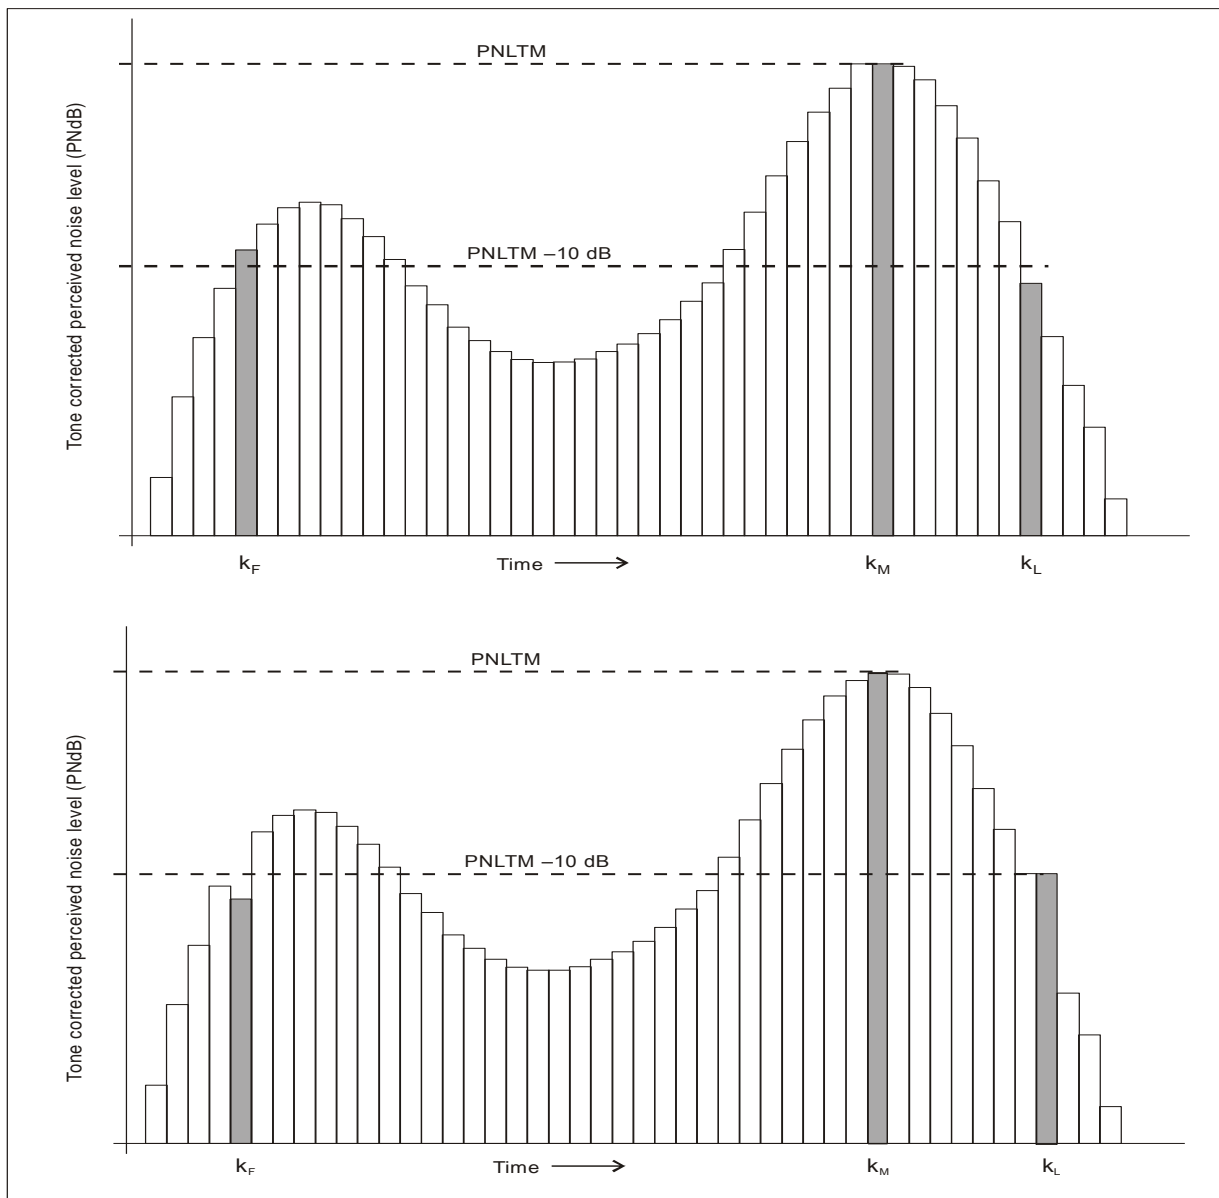 PNLTM
PNLTM –10 dB
Tone corrected perceived noise level (PNdB)
kF Time kM kL
PNLTM
PNLTM –10 dB
Tone corrected perceived noise level (PNdB)
kF Time kM kL